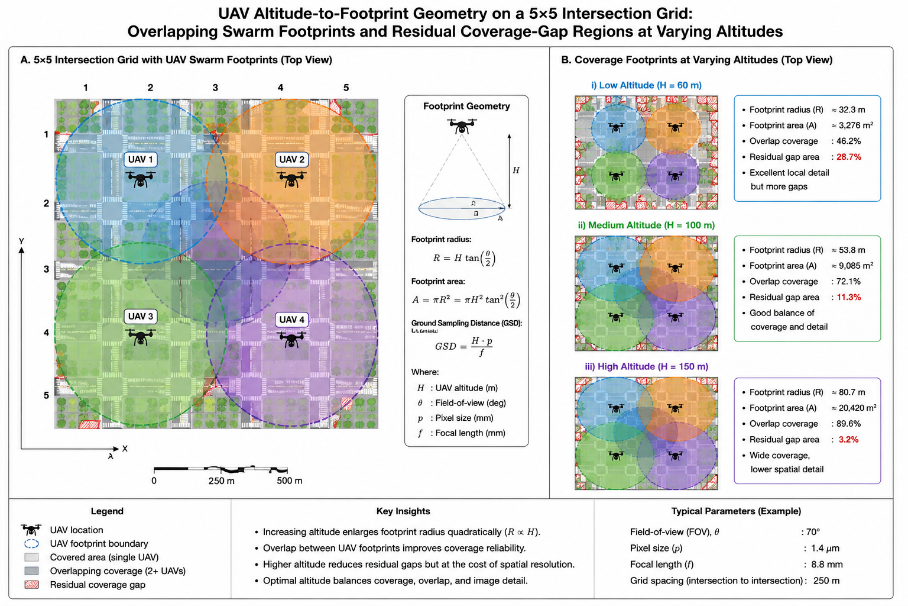 UAV Altitude-to-Footprint Geometry on a 5×5 Intersection Grid:
Overlapping Swarm Footprints and Residual Coverage-Gap Regions at Varying Altitudes
A. 5×5 Intersection Grid with UAV Swarm Footprints (Top View)
1 2 3 4 5
1
2
3
4
5
UAV 1
UAV 2
UAV 3
UAV 4
Y
X
0 250 m 500 m
Footprint Geometry
H
R
A
Footprint radius:
R = H tan(θ/2)
Footprint area:
A = πR² = πH² tan²(θ/2)
Ground Sampling Distance (GSD):
GSD = H · p / f
Where:
H : UAV altitude (m)
θ : Field-of-view (deg)
p : Pixel size (mm)
f : Focal length (mm)
B. Coverage Footprints at Varying Altitudes (Top View)
i) Low Altitude (H = 60 m)
• Footprint radius (R) ≈ 32.3 m
• Footprint area (A) ≈ 3,276 m²
• Overlap coverage : 46.2%
• Residual gap area : 28.7%
• Excellent local detail
but more gaps
ii) Medium Altitude (H = 100 m)
• Footprint radius (R) ≈ 53.8 m
• Footprint area (A) ≈ 9,085 m²
• Overlap coverage : 72.1%
• Residual gap area : 11.3%
• Good balance of
coverage and detail
iii) High Altitude (H = 150 m)
• Footprint radius (R) ≈ 80.7 m
• Footprint area (A) ≈ 20,420 m²
• Overlap coverage : 89.6%
• Residual gap area : 3.2%
• Wide coverage,
lower spatial detail
Legend
UAV location
UAV footprint boundary
Covered area (single UAV)
Overlapping coverage (2+ UAVs)
Residual coverage gap
Key Insights
• Increasing altitude enlarges footprint radius quadratically (R ∝ H).
• Overlap between UAV footprints improves coverage reliability.
• Higher altitude reduces residual gaps but at the cost of spatial resolution.
• Optimal altitude balances coverage, overlap, and image detail.
Typical Parameters (Example)
Field-of-view (FOV), θ : 70°
Pixel size (p) : 1.4 μm
Focal length (f) : 8.8 mm
Grid spacing (intersection to intersection) : 250 m